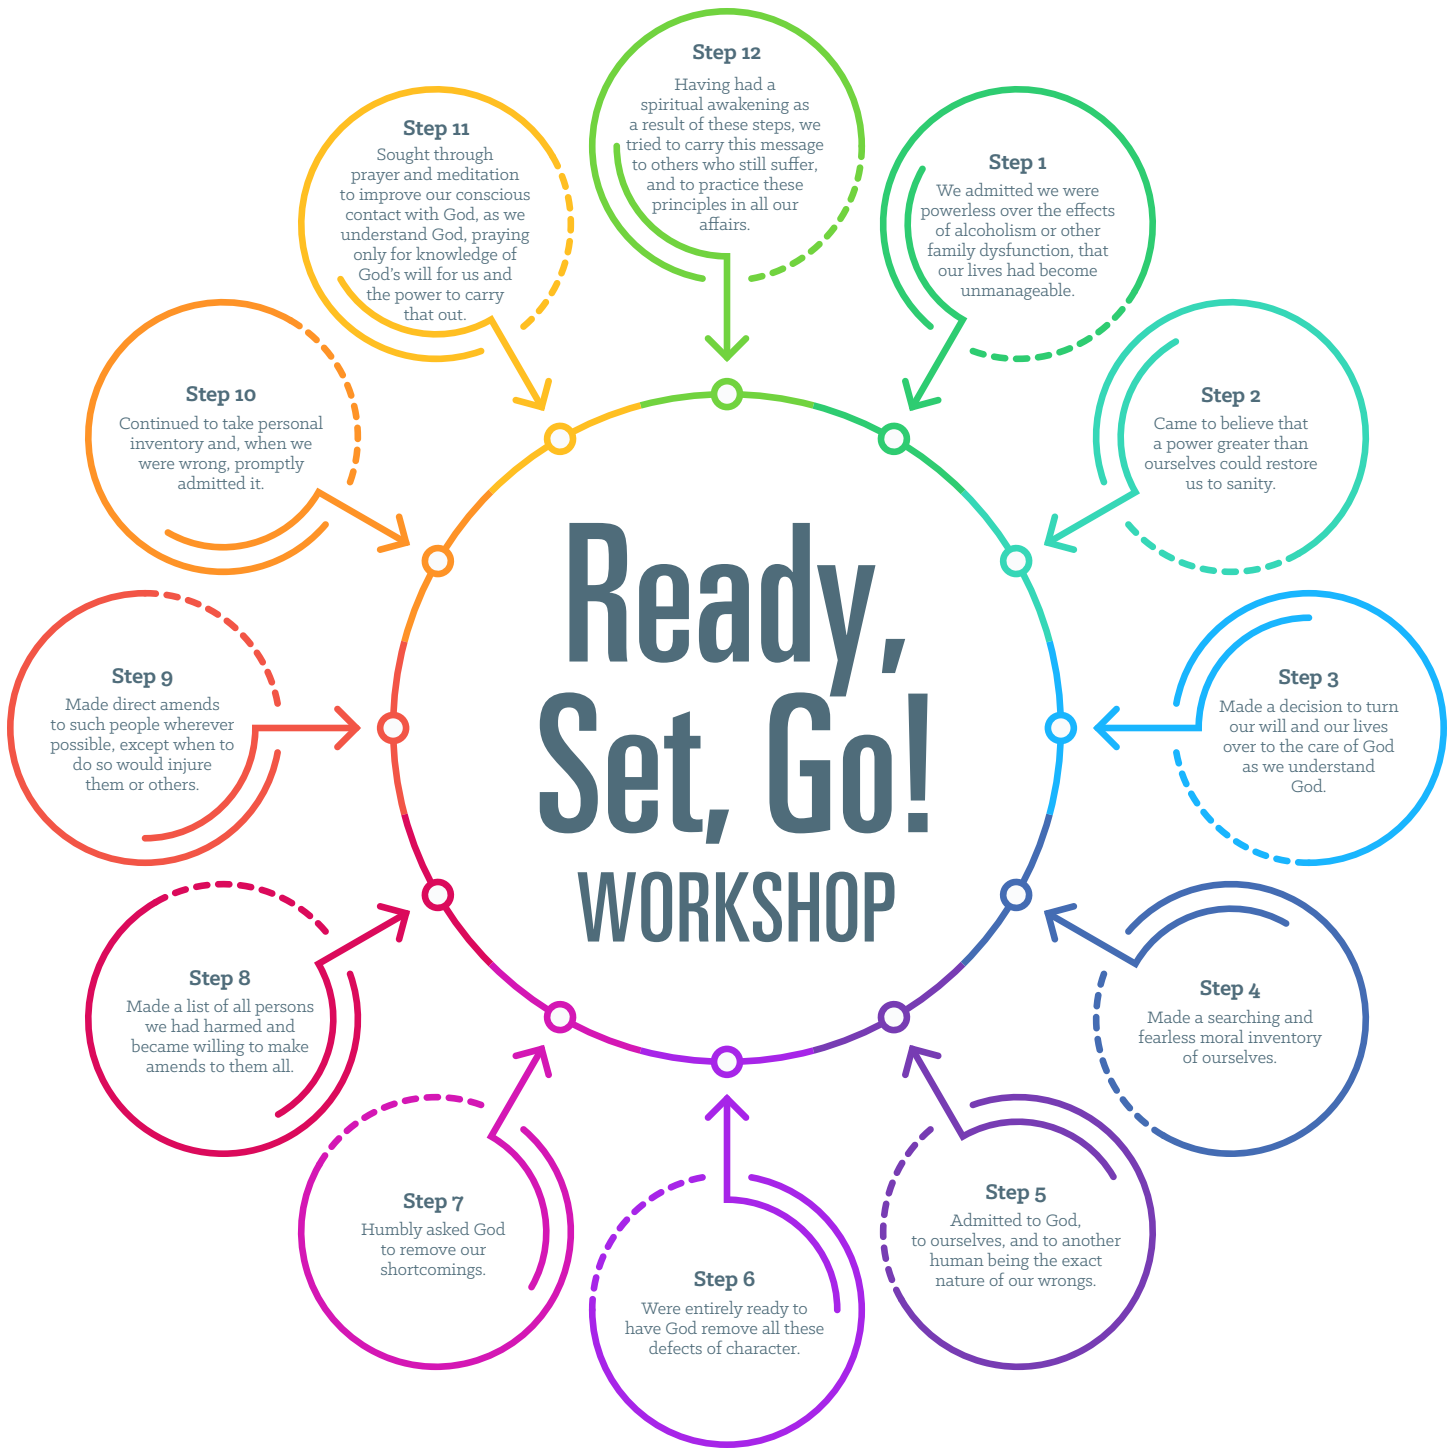 Step 12
Having had a
spiritual awakening as
a result of these steps, we
tried to carry this message
to others who still suffer,
and to practice these
principles in all our
affairs.
Step 1
We admitted we were
powerless over the effects
of alcoholism or other
family dysfunction, that
our lives had become
unmanageable.
Step 2
Came to believe that
a power greater than
ourselves could restore
us to sanity.
Step 3
Made a decision to turn
our will and our lives
over to the care of God
as we understand
God.
Step 4
Made a searching and
fearless moral inventory
of ourselves.
Step 5
Admitted to God,
to ourselves, and to another
human being the exact
nature of our wrongs.
Step 6
Were entirely ready to
have God remove all these
defects of character.
Step 7
Humbly asked God
to remove our
shortcomings.
Step 8
Made a list of all persons
we had harmed and
became willing to make
amends to them all.
Step 9
Made direct amends
to such people wherever
possible, except when to
do so would injure
them or others.
Step 10
Continued to take personal
inventory and, when we
were wrong, promptly
admitted it.
Step 11
Sought through
prayer and meditation
to improve our conscious
contact with God, as we
understand God, praying
only for knowledge of
God's will for us and
the power to carry
that out.
Ready,
Set, Go!
WORKSHOP